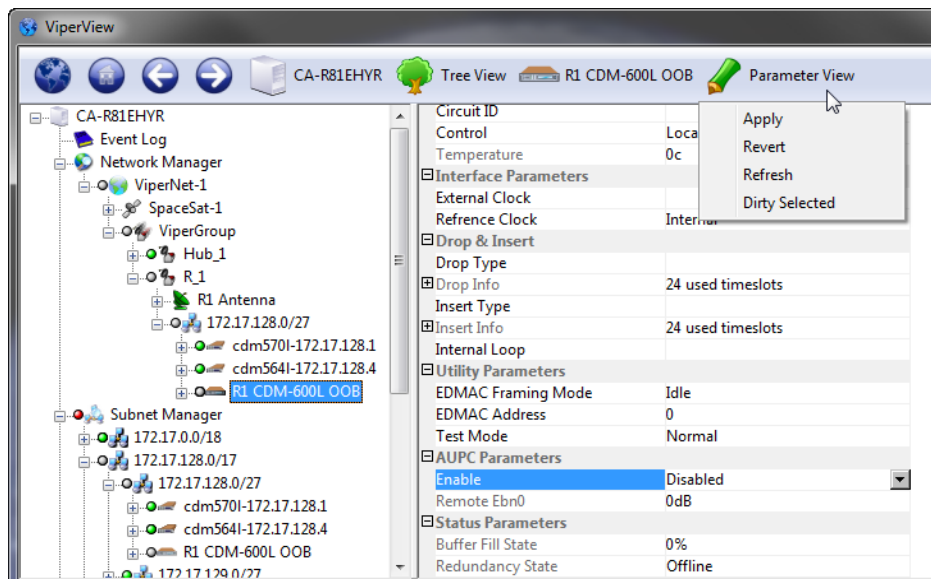 ViperView
CA-R81EHYR Tree View R1 CDM-600L OOB Parameter View
Apply
Revert
Refresh
Dirty Selected
CA-R81EHYR
Event Log
Network Manager
ViperNet-1
SpaceSat-1
ViperGroup
Hub_1
R_1
R1 Antenna
172.17.128.0/27
cdm570l-172.17.128.1
cdm564l-172.17.128.4
R1 CDM-600L OOB
Subnet Manager
172.17.0.0/18
172.17.128.0/17
172.17.128.0/27
cdm570l-172.17.128.1
cdm564l-172.17.128.4
R1 CDM-600L OOB
172.17.129.0/27
Circuit ID
Control Loca
Temperature 0c
Interface Parameters
External Clock
Refrence Clock Internal
Drop & Insert
Drop Type
Drop Info 24 used timeslots
Insert Type
Insert Info 24 used timeslots
Internal Loop
Utility Parameters
EDMAC Framing Mode Idle
EDMAC Address 0
Test Mode Normal
AUPC Parameters
Enable Disabled
Remote Ebn0 0dB
Status Parameters
Buffer Fill State 0%
Redundancy State Offline